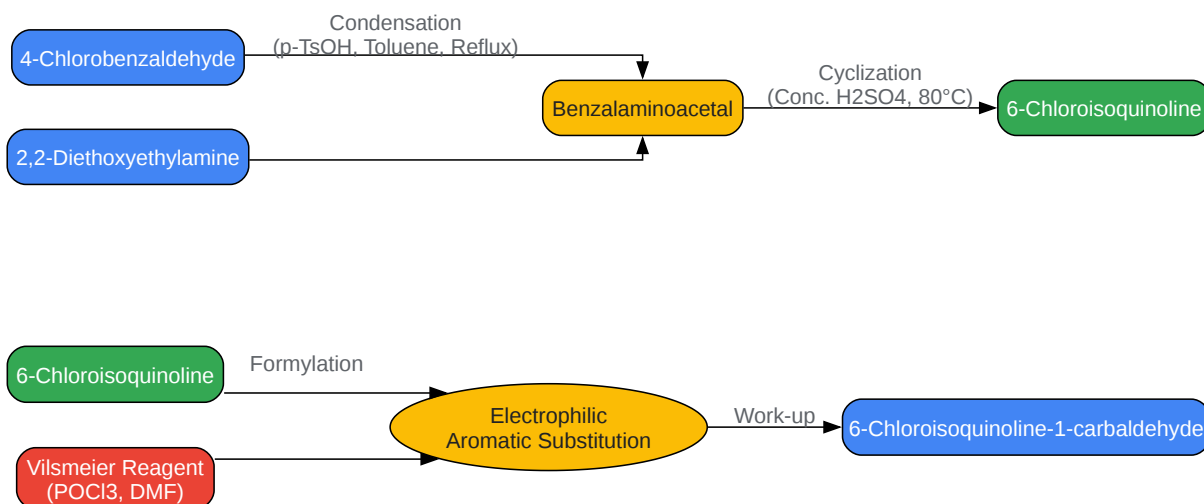 Condensation
(p-TsOH, Toluene, Reflux)
4-Chlorobenzaldehyde
Cyclization
(Conc. H2SO4, 80°C)
Benzalaminoacetal
6-Chloroisoquinoline
2,2-Diethoxyethylamine
6-Chloroisoquinoline
Formylation
Electrophilic
Aromatic Substitution
Work-up
6-Chloroisoquinoline-1-carbaldehyde
Vilsmeier Reagent
(POCl3, DMF)